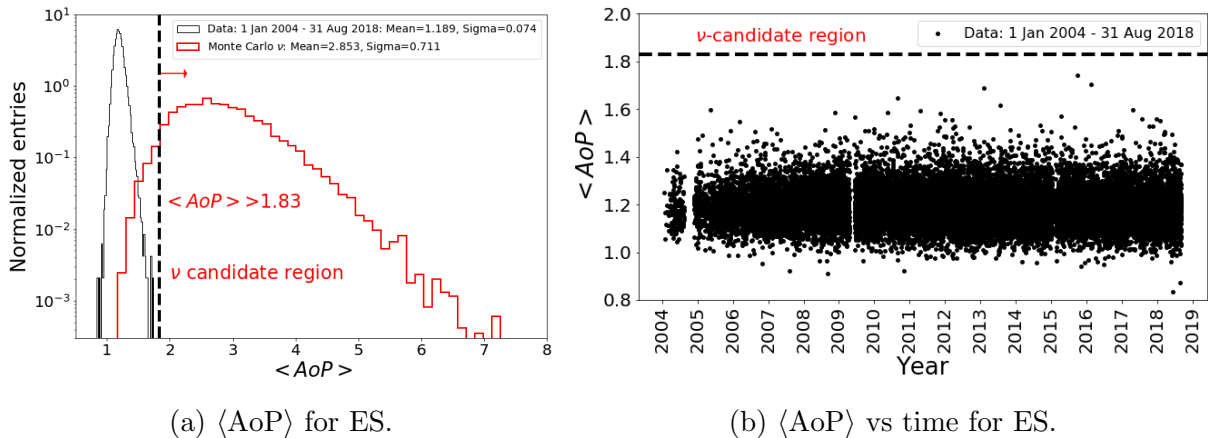 Data: 1 Jan 2004 - 31 Aug 2018: Mean=1.189, Sigma=0.074
Monte Carlo ν: Mean=2.853, Sigma=0.711
<AoP> >1.83
ν candidate region
Normalized entries
10^1
10^0
10^-1
10^-2
10^-3
1 2 3 4 5 6 7 8
<AoP>
(a) ⟨AoP⟩ for ES.
ν-candidate region
Data: 1 Jan 2004 - 31 Aug 2018
<AoP>
2.0
1.8
1.6
1.4
1.2
1.0
0.8
2004 2005 2006 2007 2008 2009 2010 2011 2012 2013 2014 2015 2016 2017 2018 2019
Year
(b) ⟨AoP⟩ vs time for ES.